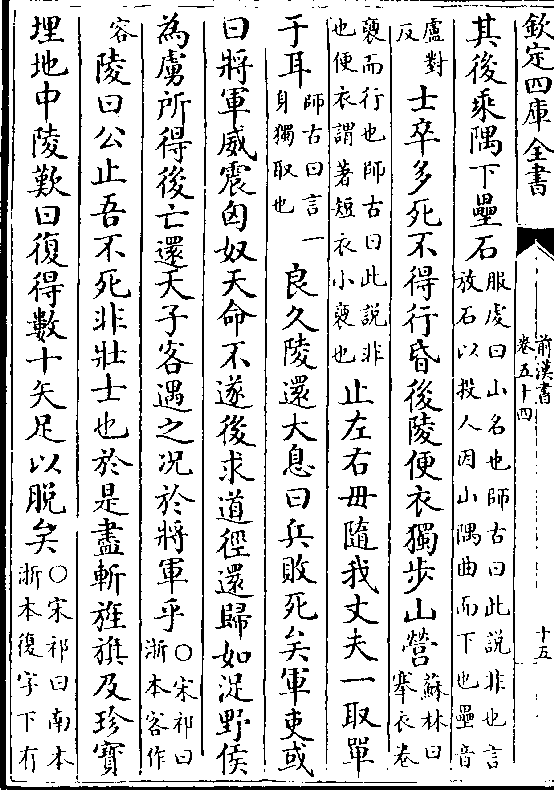 欽定四庫全書
前漢書
卷五十四
十五
其後乘隅下壘石服虔曰山名也師古曰此説非也言放石以投人因山隅曲而下也壘音
盧對反士卒多死不得行昏後陵便衣獨步山營蘇林曰搴衣卷
褏而行也師古曰此説非也便衣謂著短衣小褏也止左右毋隨我丈夫一取單
于耳師古曰言一身獨取也良久陵還大息曰兵敗死矣軍吏或
曰將軍威震匈奴天命不遂後求道徑還歸如浞野侯
為虜所得後亡還天子客遇之况於將軍乎○宋祁曰浙本客作
容陵曰公止吾不死非壯士也於是盡斬旌旗及珍寶
埋地中陵歎曰復得數十矢足以脱矣○宋祁曰南本浙本復字下有